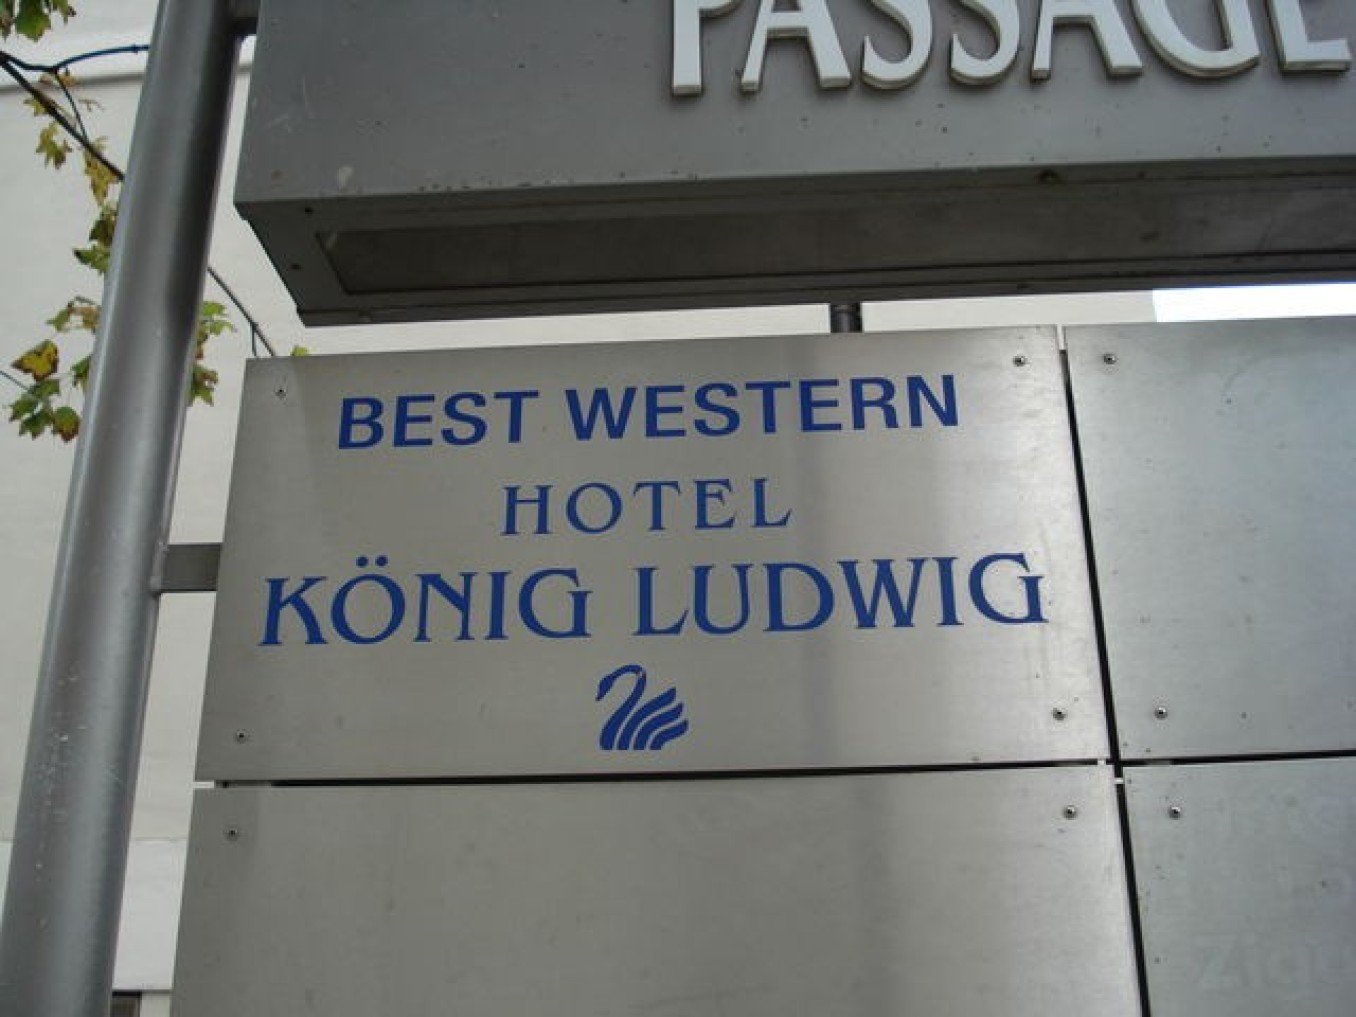 PASSAGE
BEST WESTERN
HOTEL
KÖNIG LUDWIG